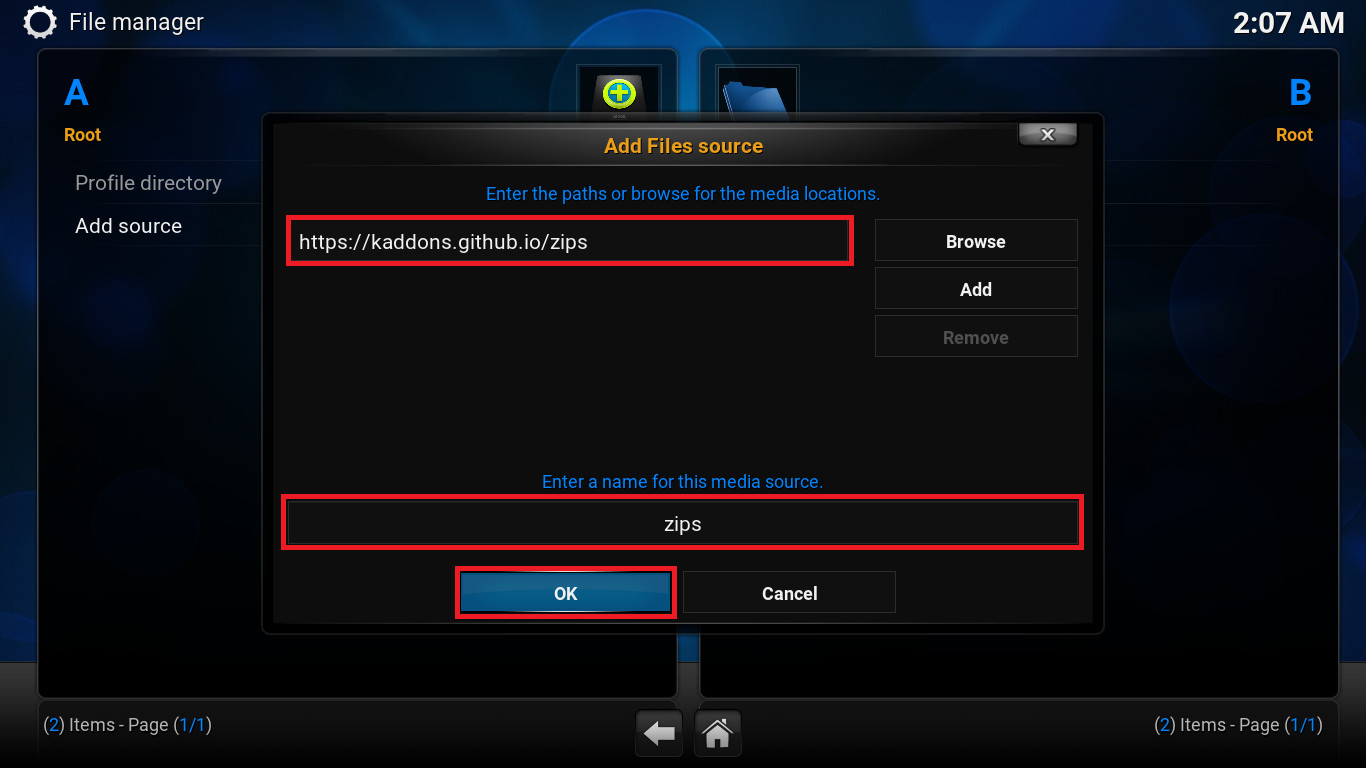 File manager
2:07 AM
A
B
Root
Root
Add Files source
x
Enter the paths or browse for the media locations.
Profile directory
Add source
https://kaddons.github.io/zips
Browse
Add
Remove
Enter a name for this media source.
zips
OK
Cancel
(2) Items - Page (1/1)
(2) Items - Page (1/1)